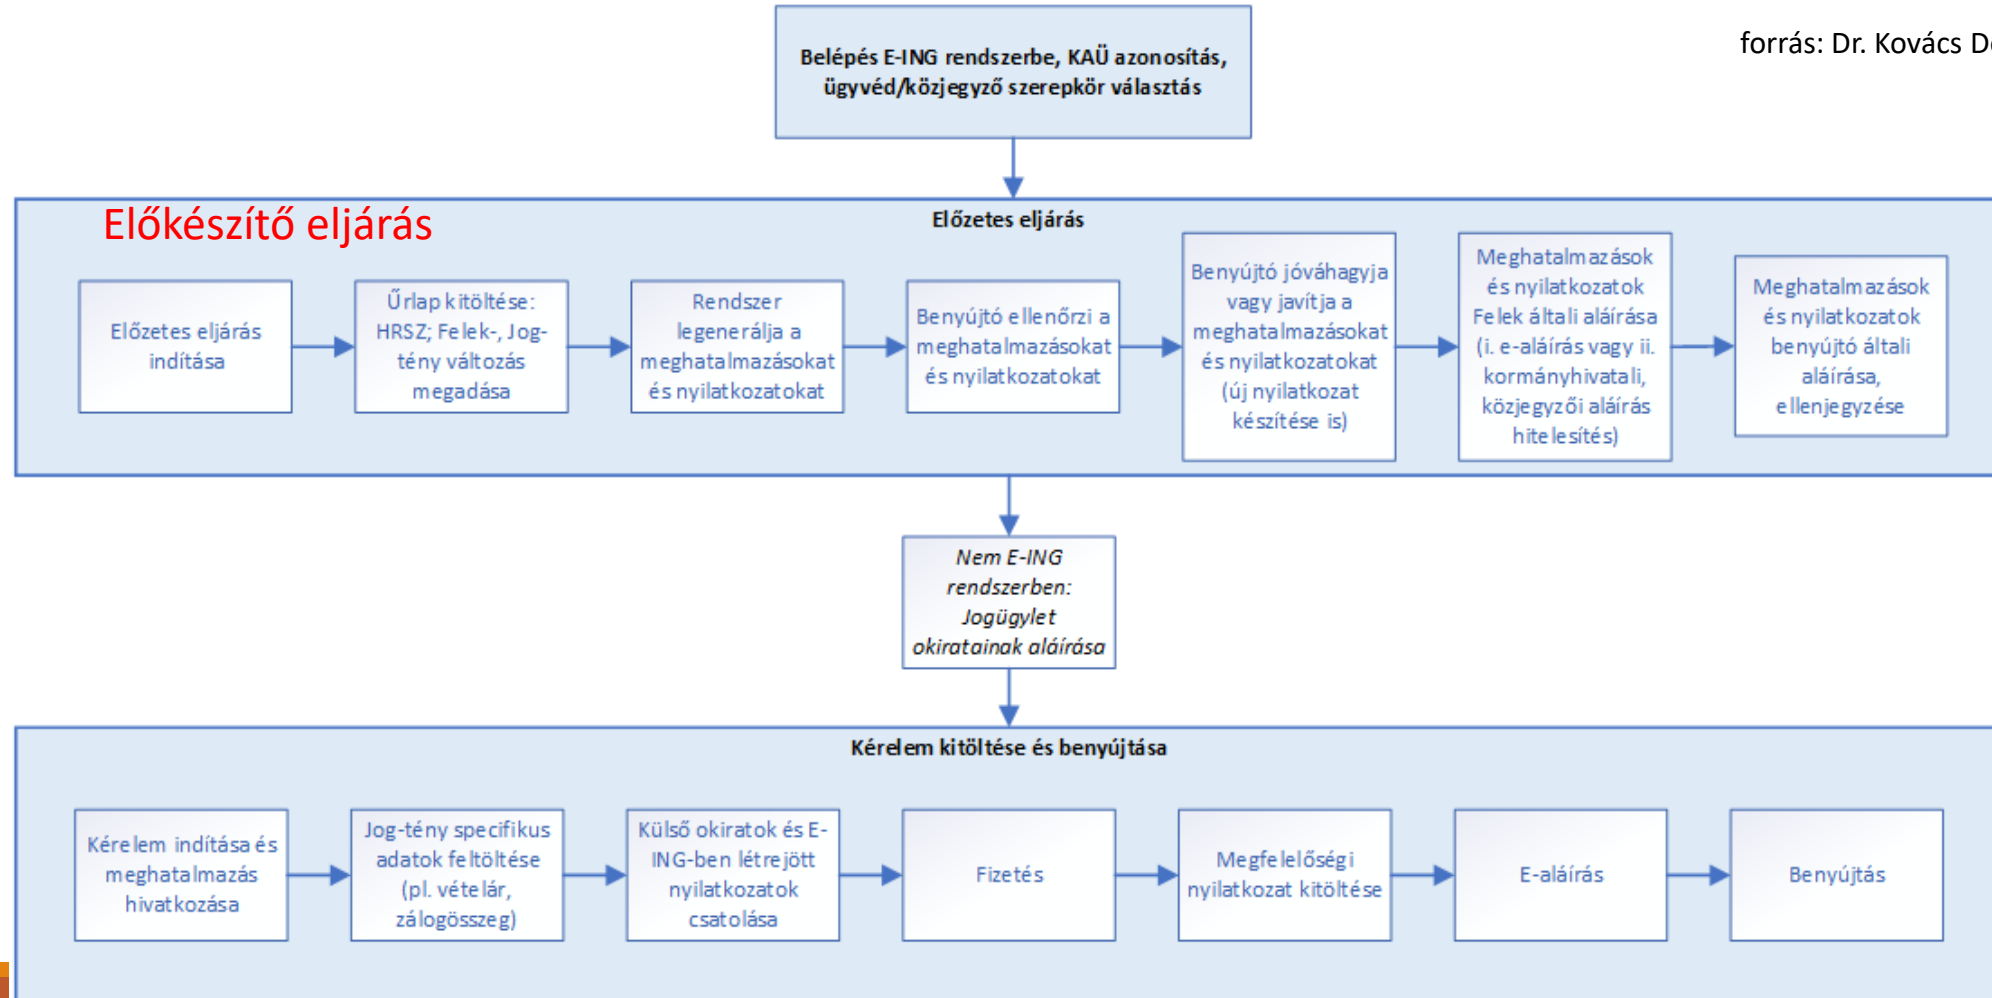 forrás: Dr. Kovács
Belépés E-ING rendszerbe, KAÜ azonosítás,
ügyvéd/közjegyző szerepkör választás
Előkészítő eljárás
Előzetes eljárás
Előzetes eljárás
indítása
Űrlap kitöltése:
HRSZ; Felek-, Jog-
tény változás
megadása
Rendszer
legenerálja a
meghatalmazásokat
és nyilatkozatokat
Benyújtó ellenőrzi a
meghatalmazásokat
és nyilatkozatokat
Benyújtó jóváhagyja
vagy javítja a
meghatalmazásokat
és nyilatkozatokat
(új nyilatkozat
készítése is)
Meghatalmazások
és nyilatkozatok
Felek általi aláírása
(i. e-aláírás vagy ii.
kormányhivatali,
közjegyzői aláírás
hitelesítés)
Meghatalmazások
és nyilatkozatok
benyújtó általi
aláírása,
ellenjegyzése
Nem E-ING
rendszerben:
Jogügylet
okiratainak aláírása
Kérelem kitöltése és benyújtása
Kérelem indítása és
meghatalmazás
hivatkozása
Jog-tény specifikus
adatok feltöltése
(pl. vételár,
zálogösszeg)
Külső okiratok és E-
ING-ben létrejött
nyilatkozatok
csatolása
Fizetés
Megfelelőségi
nyilatkozat kitöltése
E-aláírás
Benyújtás